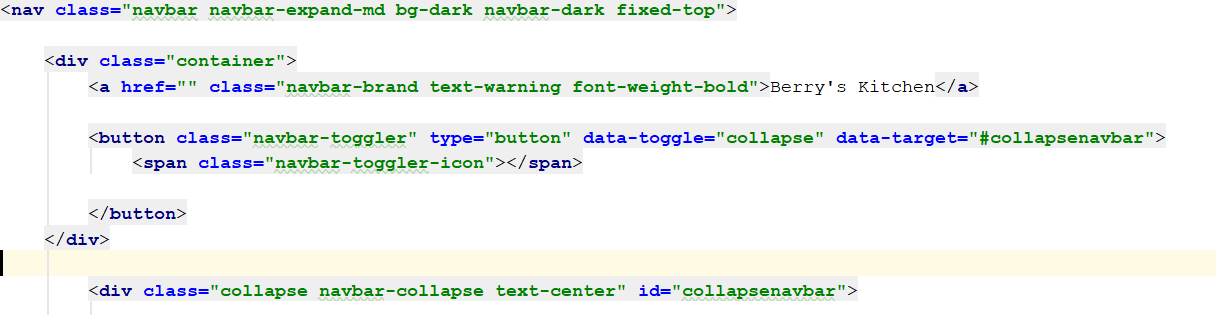 <nav class="navbar navbar-expand-md bg-dark navbar-dark fixed-top">
<div class="container">
<a href="" class="navbar-brand text-warning font-weight-bold">Berry's Kitchen</a>
<button class="navbar-toggler" type="button" data-toggle="collapse" data-target="#collapsenavbar">
<span class="navbar-toggler-icon"></span>
</button>
</div>
<div class="collapse navbar-collapse text-center" id="collapsenavbar">